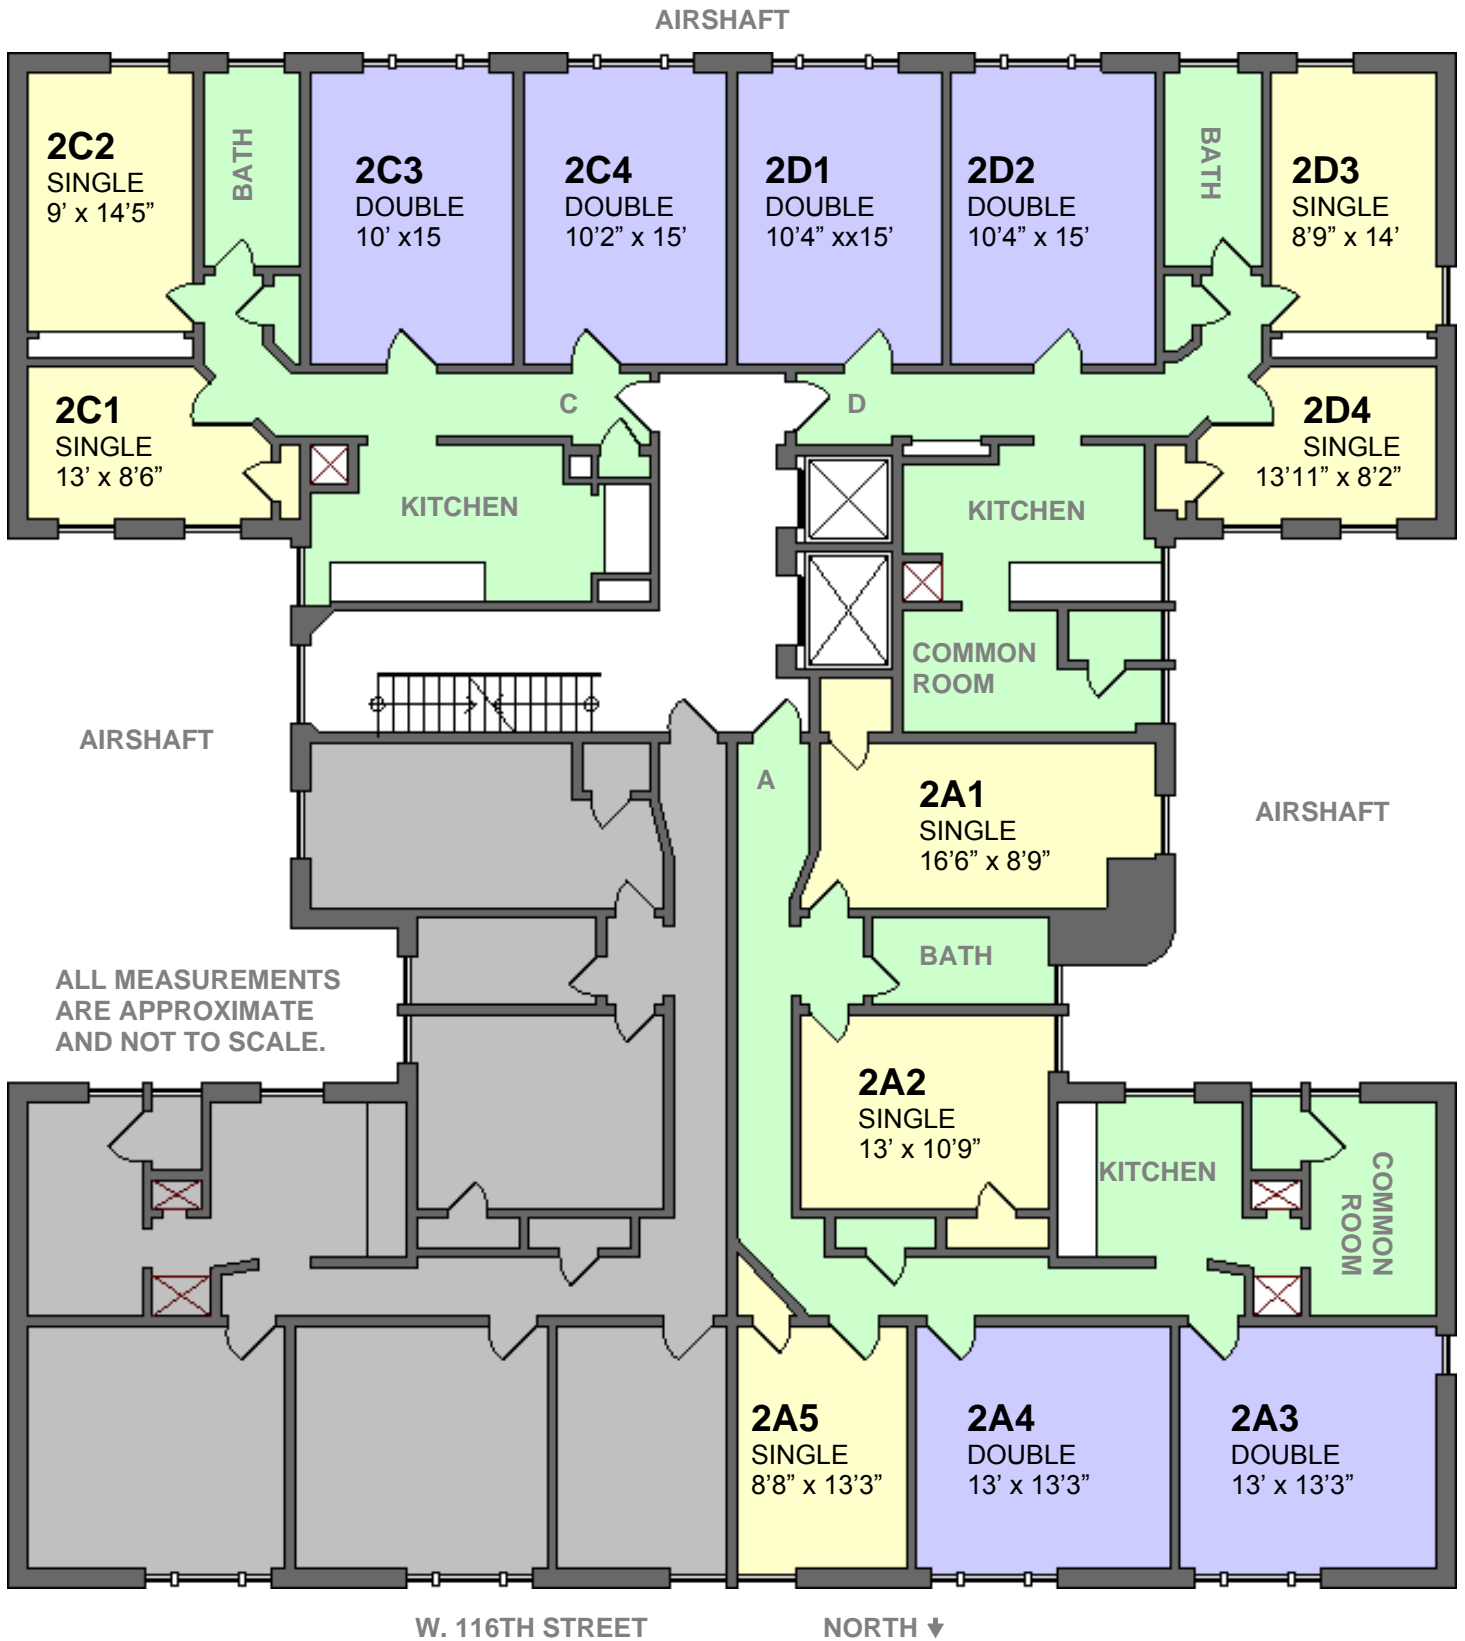 AIRSHAFT
2C2
SINGLE
9’ x 14’5”
BATH
2C3
DOUBLE
10’ x15
2C4
DOUBLE
10’2” x 15’
2D1
DOUBLE
10’4” xx15’
2D2
DOUBLE
10’4” x 15’
BATH
2D3
SINGLE
8’9” x 14’
2C1
SINGLE
13’ x 8’6”
C
D
2D4
SINGLE
13’11” x 8’2”
KITCHEN
KITCHEN
COMMON
ROOM
AIRSHAFT
A
2A1
SINGLE
16’6” x 8’9”
AIRSHAFT
BATH
ALL MEASUREMENTS
ARE APPROXIMATE
AND NOT TO SCALE.
2A2
SINGLE
13’ x 10’9”
KITCHEN
COMMON
ROOM
2A5
SINGLE
8’8” x 13’3”
2A4
DOUBLE
13’ x 13’3”
2A3
DOUBLE
13’ x 13’3”
W. 116TH STREET
NORTH